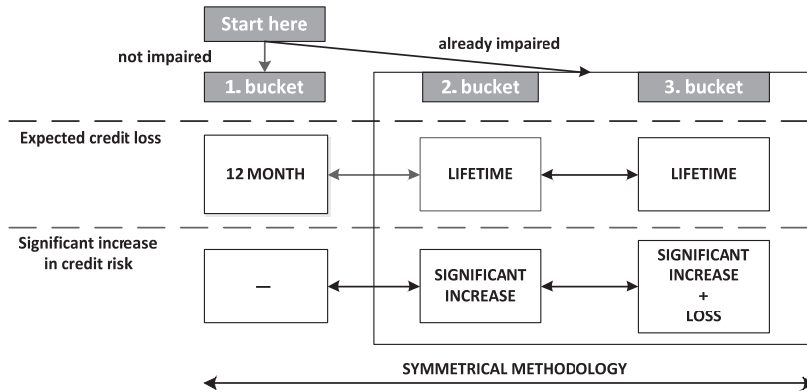 Start here
not impaired
already impaired
1. bucket
2. bucket
3. bucket
Expected credit loss
12 MONTH
LIFETIME
LIFETIME
Significant increase
in credit risk
—
SIGNIFICANT
INCREASE
SIGNIFICANT
INCREASE
+
LOSS
SYMMETRICAL METHODOLOGY